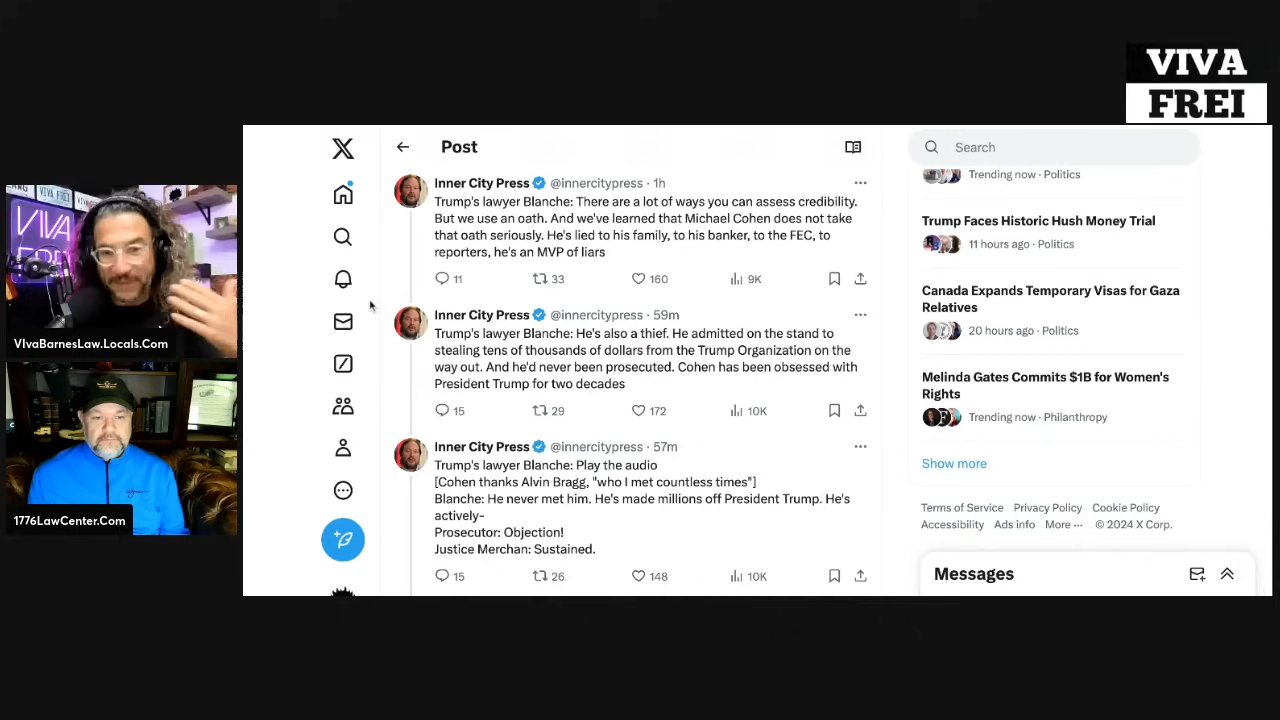 VIVA
FREI
VIVA
VIvaBarnesLaw.Locals.Com
1776LawCenter.Com
Post
Inner City Press @innercitypress · 1h
Trump's lawyer Blanche: There are a lot of ways you can assess credibility.
But we use an oath. And we've learned that Michael Cohen does not take
that oath seriously. He's lied to his family, to his banker, to the FEC, to
reporters, he's an MVP of liars
11 33 160 9K
Inner City Press @innercitypress · 59m
Trump's lawyer Blanche: He's also a thief. He admitted on the stand to
stealing tens of thousands of dollars from the Trump Organization on the
way out. And he'd never been prosecuted. Cohen has been obsessed with
President Trump for two decades
15 29 172 10K
Inner City Press @innercitypress · 57m
Trump's lawyer Blanche: Play the audio
[Cohen thanks Alvin Bragg, "who I met countless times"]
Blanche: He never met him. He's made millions off President Trump. He's
actively-
Prosecutor: Objection!
Justice Merchan: Sustained.
15 26 148 10K
Search
Trending now · Politics
Trump Faces Historic Hush Money Trial
11 hours ago · Politics
Canada Expands Temporary Visas for Gaza
Relatives
20 hours ago · Politics
Melinda Gates Commits $1B for Women's
Rights
Trending now · Philanthropy
Show more
Terms of Service Privacy Policy Cookie Policy
Accessibility Ads info More ··· © 2024 X Corp.
Messages